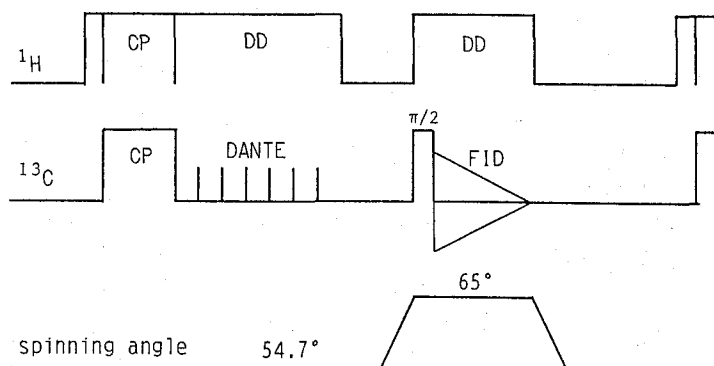 ¹H CP DD DD
π/2
¹³C CP DANTE FID
65°
spinning angle 54.7°